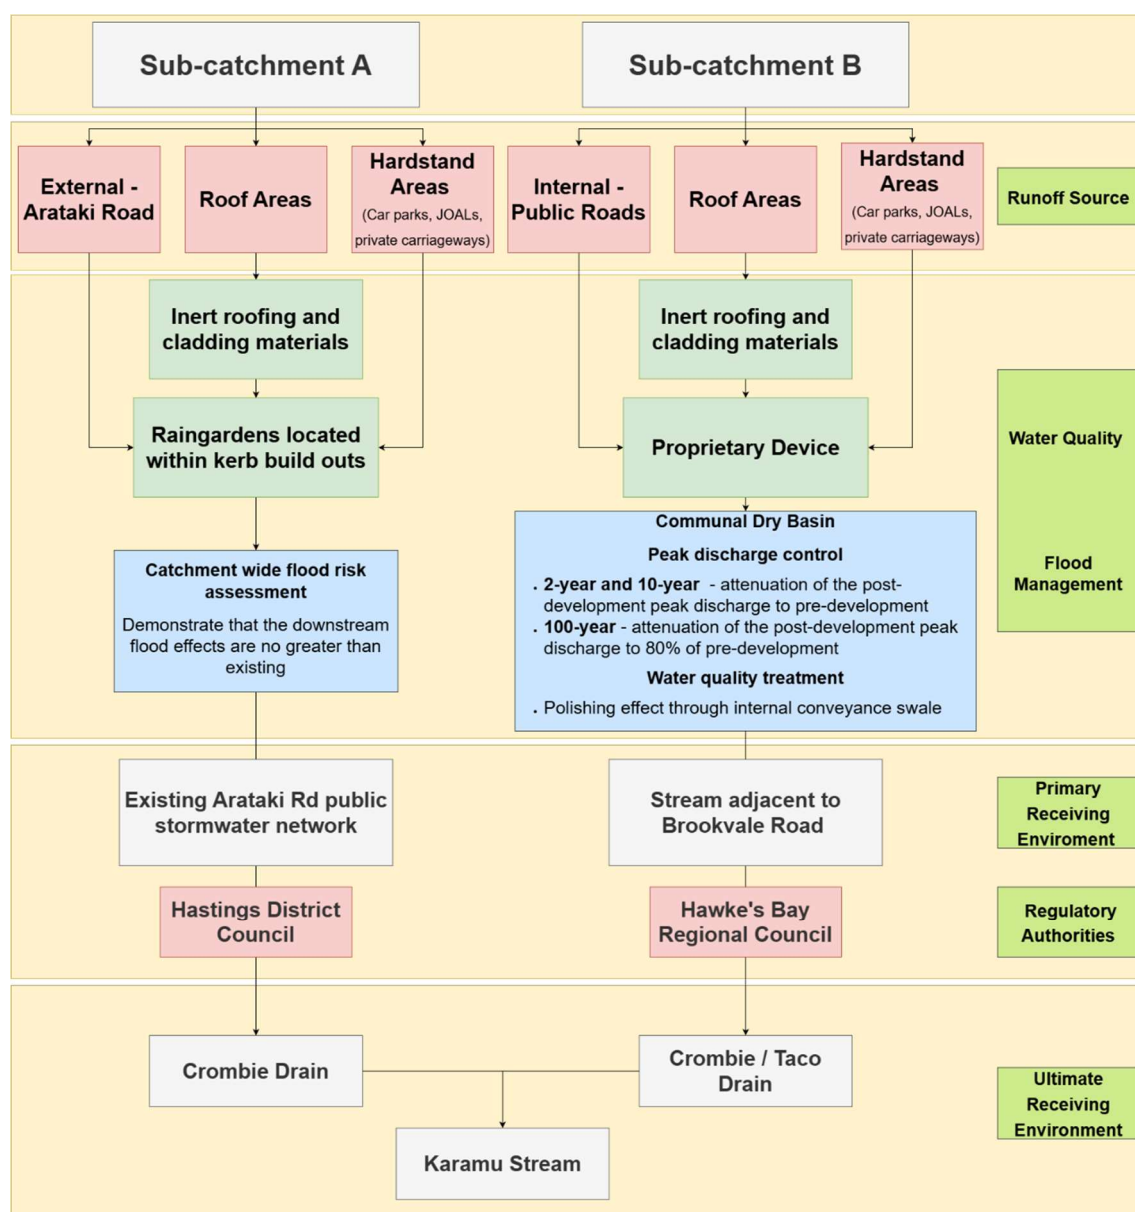 Sub-catchment A
Sub-catchment B
External -
Arataki Road
Roof Areas
Hardstand
Areas
(Car parks, JOALs,
private carriageways)
Internal -
Public Roads
Roof Areas
Hardstand
Areas
(Car parks, JOALs,
private carriageways)
Runoff Source
Inert roofing and
cladding materials
Inert roofing and
cladding materials
Raingardens located
within kerb build outs
Proprietary Device
Water Quality
Catchment wide flood risk
assessment
Demonstrate that the downstream
flood effects are no greater than
existing
Communal Dry Basin
Peak discharge control
• 2-year and 10-year - attenuation of the post-
development peak discharge to pre-development
• 100-year - attenuation of the post-development peak
discharge to 80% of pre-development
Water quality treatment
• Polishing effect through internal conveyance swale
Flood
Management
Existing Arataki Rd public
stormwater network
Stream adjacent to
Brookvale Road
Primary
Receiving
Enviroment
Hastings District
Council
Hawke's Bay
Regional Council
Regulatory
Authorities
Crombie Drain
Crombie / Taco
Drain
Ultimate
Receiving
Environment
Karamu Stream